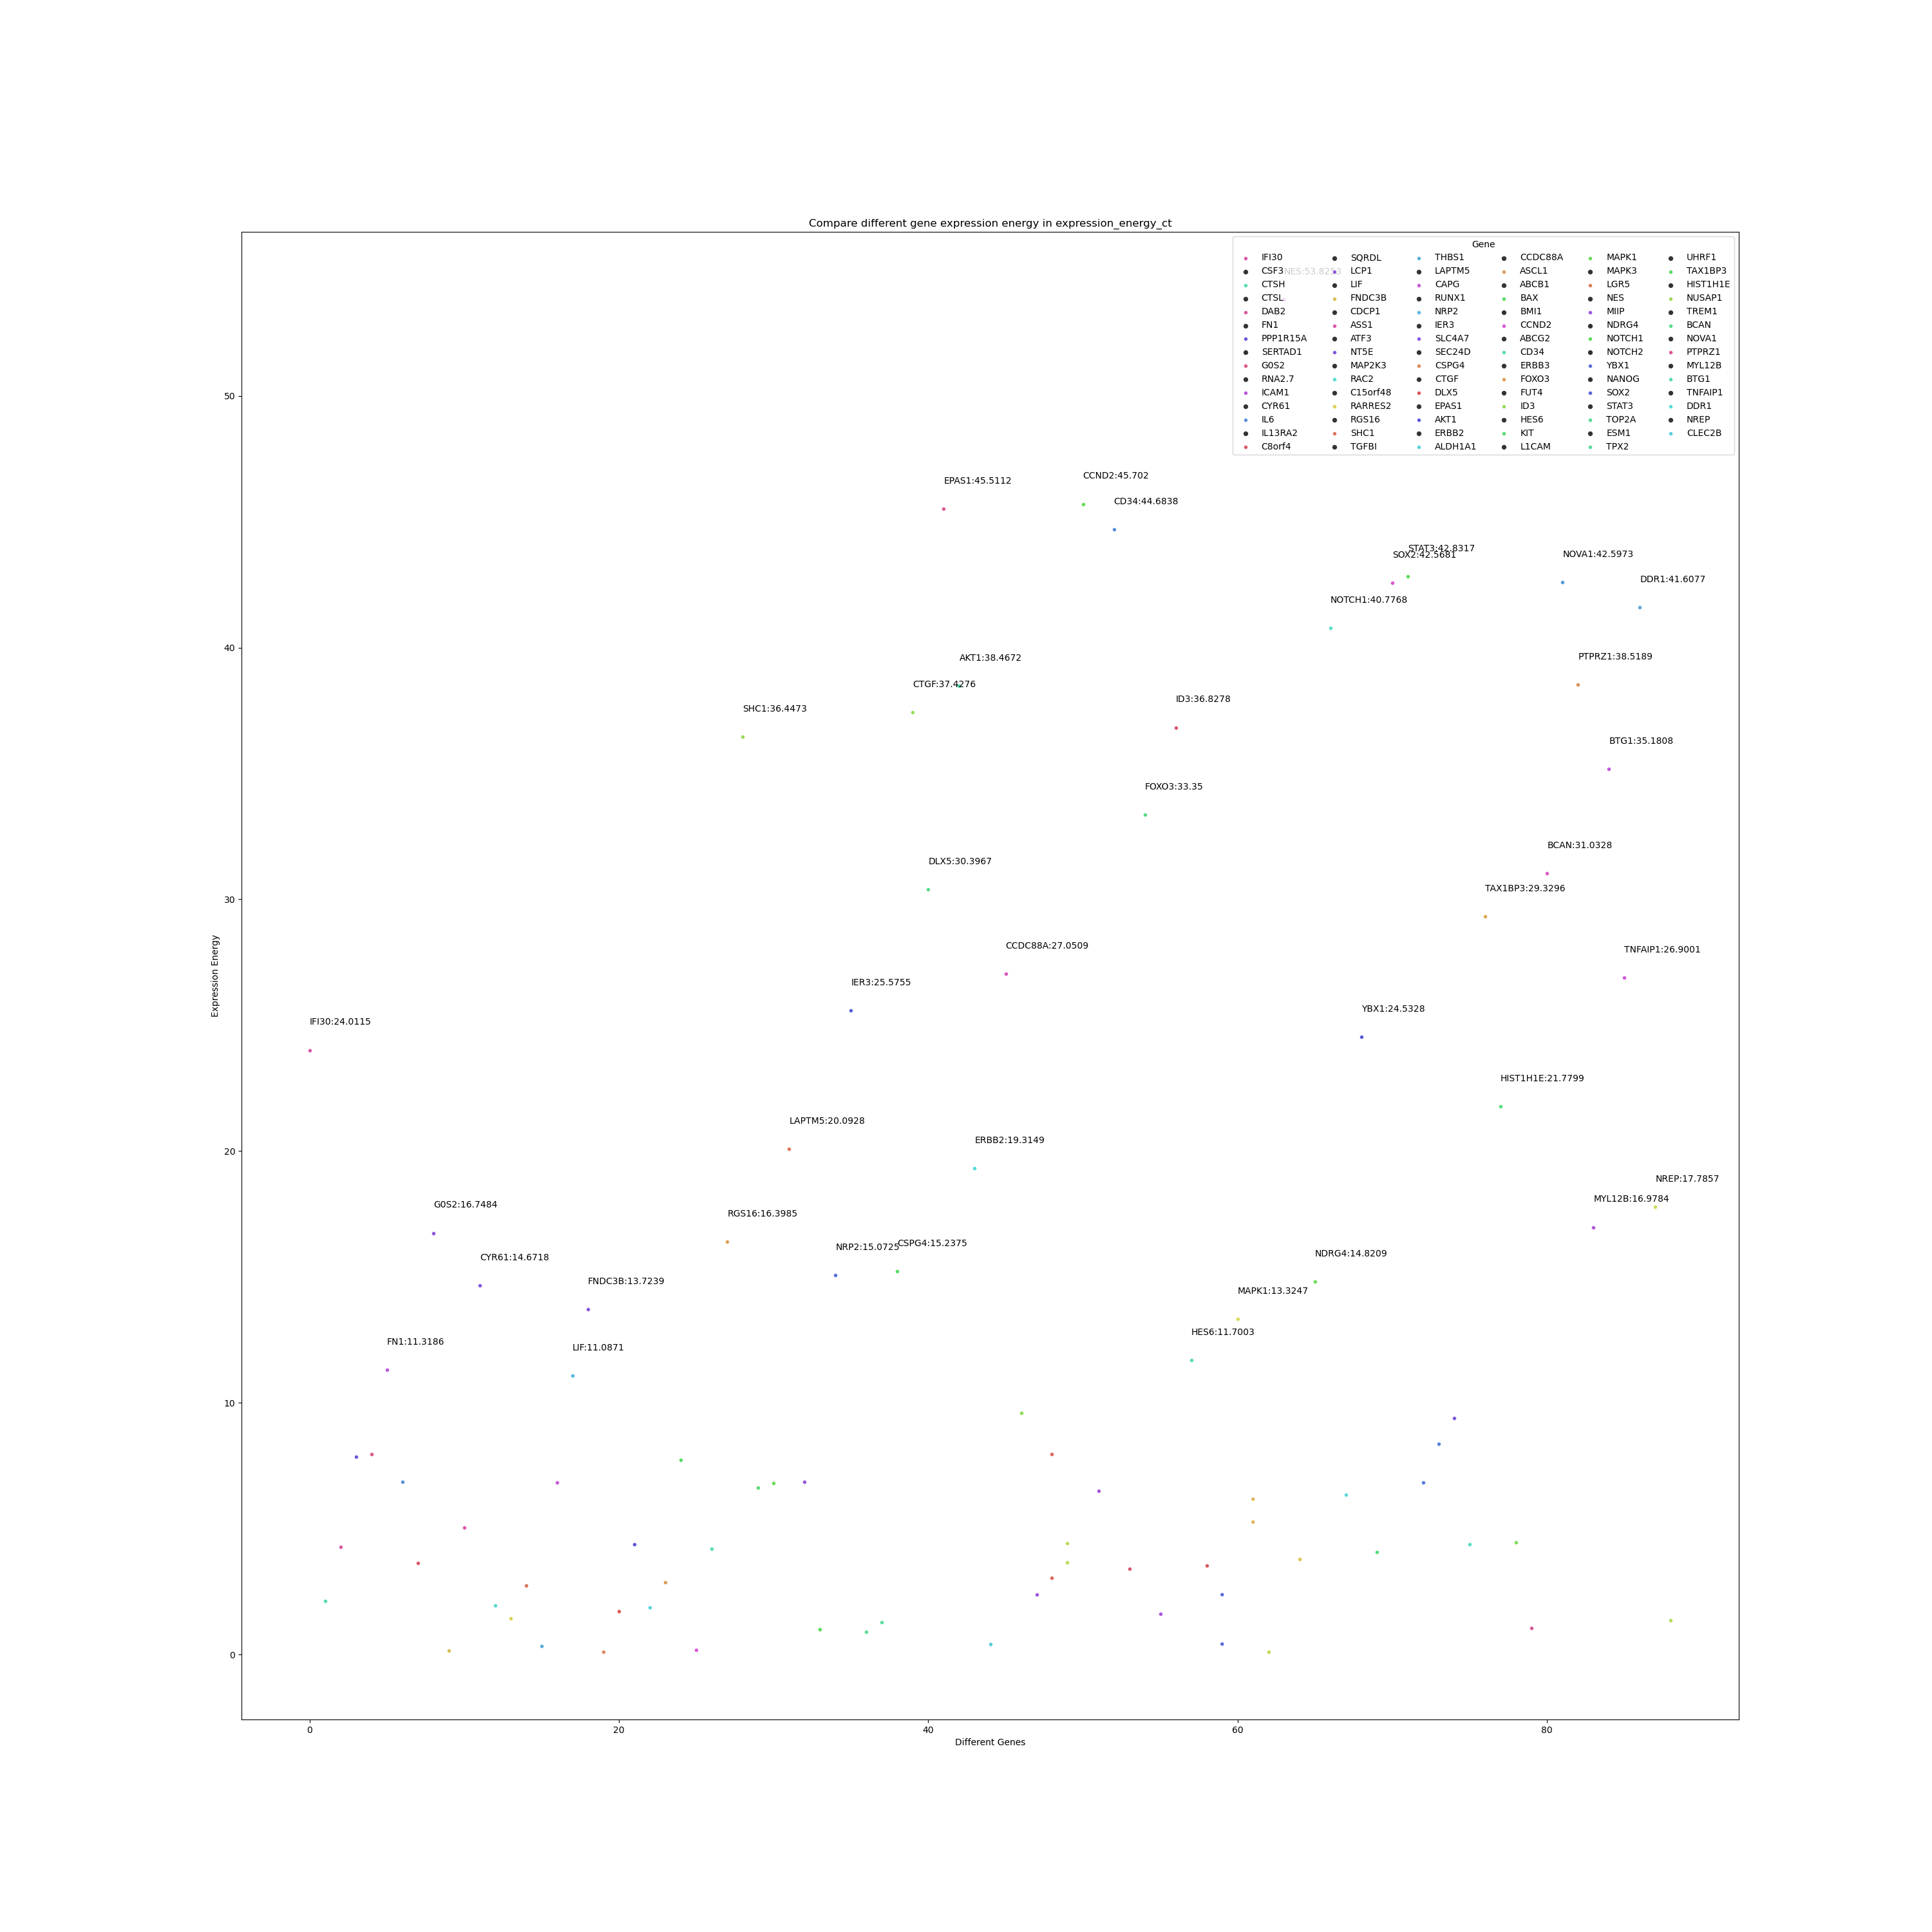 Compare different gene expression energy in expression_energy_ct
Gene
IFI30 SQRDL THBS1 CCDC88A MAPK1 UHRF1
CSF3 LCP1 LAPTM5 ASCL1 MAPK3 TAX1BP3
CTSH LIF CAPG ABCB1 LGR5 HIST1H1E
CTSL FNDC3B RUNX1 BAX NES NUSAP1
DAB2 CDCP1 NRP2 BMI1 MIIP TREM1
FN1 ASS1 IER3 CCND2 NDRG4 BCAN
PPP1R15A ATF3 SLC4A7 ABCG2 NOTCH1 NOVA1
SERTAD1 NT5E SEC24D CD34 NOTCH2 PTPRZ1
G0S2 MAP2K3 CSPG4 ERBB3 YBX1 MYL12B
RNA2.7 RAC2 CTGF FOXO3 NANOG BTG1
ICAM1 C15orf48 DLX5 FUT4 SOX2 TNFAIP1
CYR61 RARRES2 EPAS1 ID3 STAT3 DDR1
IL6 RGS16 AKT1 HES6 TOP2A NREP
IL13RA2 SHC1 ERBB2 KIT ESM1 CLEC2B
C8orf4 TGFBI ALDH1A1 L1CAM TPX2
50
CCND2:45.702
EPAS1:45.5112
CD34:44.6838
STAT3:42.8317
SOX2:42.5681
NOVA1:42.5973
DDR1:41.6077
NOTCH1:40.7768
40
AKT1:38.4672
PTPRZ1:38.5189
CTGF:37.4276
ID3:36.8278
SHC1:36.4473
BTG1:35.1808
FOXO3:33.35
DLX5:30.3967
BCAN:31.0328
30
TAX1BP3:29.3296
CCDC88A:27.0509
TNFAIP1:26.9001
IER3:25.5755
YBX1:24.5328
IFI30:24.0115
HIST1H1E:21.7799
LAPTM5:20.0928
20
ERBB2:19.3149
NREP:17.7857
MYL12B:16.9784
G0S2:16.7484
RGS16:16.3985
CSPG4:15.2375
NRP2:15.0725
NDRG4:14.8209
CYR61:14.6718
FNDC3B:13.7239
MAPK1:13.3247
HES6:11.7003
FN1:11.3186
LIF:11.0871
10
0
Expression Energy
0 20 40 60 80
Different Genes